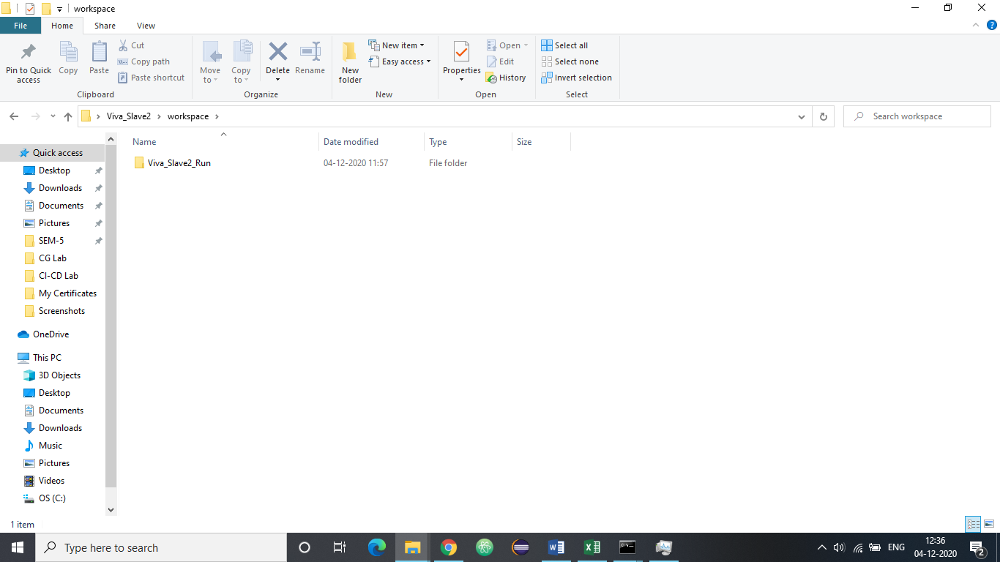 workspace
File Home Share View
Pin to Quick access
Copy
Paste
Cut
Copy path
Paste shortcut
Clipboard
Move to
Copy to
Delete
Rename
Organize
New folder
New item
Easy access
New
Properties
Open
Edit
History
Open
Select all
Select none
Invert selection
Select
Viva_Slave2 workspace
Search workspace
Name Date modified Type Size
Viva_Slave2_Run 04-12-2020 11:57 File folder
Quick access
Desktop
Downloads
Documents
Pictures
SEM-5
CG Lab
CI-CD Lab
My Certificates
Screenshots
OneDrive
This PC
3D Objects
Desktop
Documents
Downloads
Music
Pictures
Videos
OS (C:)
1 item
Type here to search
ENG
12:36
04-12-2020
2